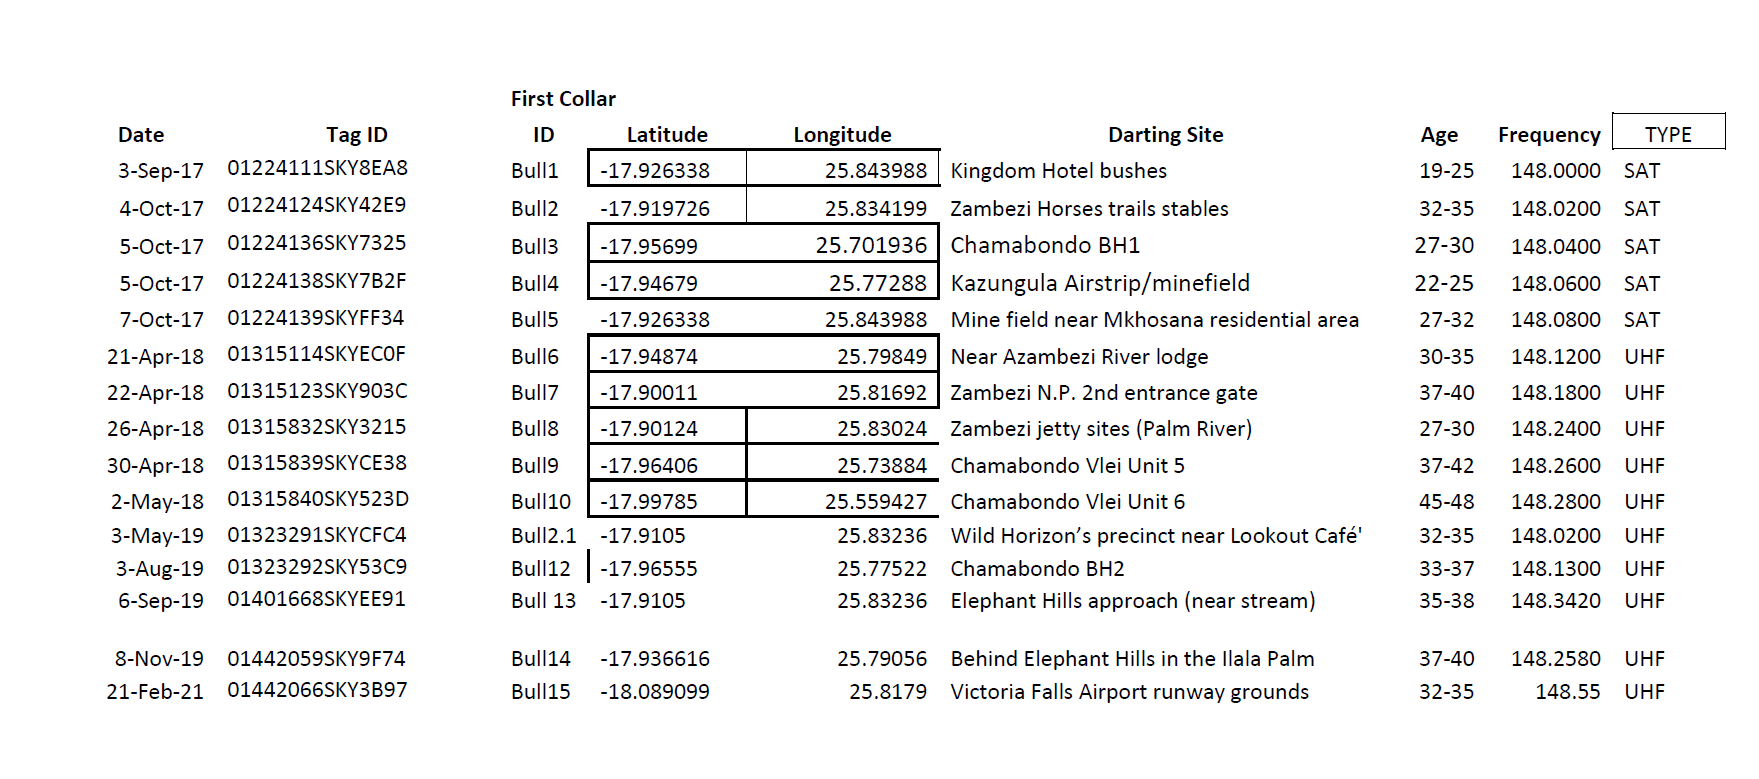 First Collar
Date Tag ID ID Latitude Longitude Darting Site Age Frequency TYPE
3-Sep-17 01224111SKY8EA8 Bull1 -17.926338 25.843988 Kingdom Hotel bushes 19-25 148.0000 SAT
4-Oct-17 01224124SKY42E9 Bull2 -17.919726 25.834199 Zambezi Horses trails stables 32-35 148.0200 SAT
5-Oct-17 01224136SKY7325 Bull3 -17.95699 25.701936 Chamabondo BH1 27-30 148.0400 SAT
5-Oct-17 01224138SKY7B2F Bull4 -17.94679 25.77288 Kazungula Airstrip/minefield 22-25 148.0600 SAT
7-Oct-17 01224139SKYFF34 Bull5 -17.926338 25.843988 Mine field near Mkhosana residential area 27-32 148.0800 SAT
21-Apr-18 01315114SKYEC0F Bull6 -17.94874 25.79849 Near Azambezi River lodge 30-35 148.1200 UHF
22-Apr-18 01315123SKY903C Bull7 -17.90011 25.81692 Zambezi N.P. 2nd entrance gate 37-40 148.1800 UHF
26-Apr-18 01315832SKY3215 Bull8 -17.90124 25.83024 Zambezi jetty sites (Palm River) 27-30 148.2400 UHF
30-Apr-18 01315839SKYCE38 Bull9 -17.96406 25.73884 Chamabondo Vlei Unit 5 37-42 148.2600 UHF
2-May-18 01315840SKY523D Bull10 -17.99785 25.559427 Chamabondo Vlei Unit 6 45-48 148.2800 UHF
3-May-19 01323291SKYCFC4 Bull2.1 -17.9105 25.83236 Wild Horizon’s precinct near Lookout Café' 32-35 148.0200 UHF
3-Aug-19 01323292SKY53C9 Bull12 -17.96555 25.77522 Chamabondo BH2 33-37 148.1300 UHF
6-Sep-19 01401668SKYEE91 Bull 13 -17.9105 25.83236 Elephant Hills approach (near stream) 35-38 148.3420 UHF
8-Nov-19 01442059SKY9F74 Bull14 -17.936616 25.79056 Behind Elephant Hills in the Ilala Palm 37-40 148.2580 UHF
21-Feb-21 01442066SKY3B97 Bull15 -18.089099 25.8179 Victoria Falls Airport runway grounds 32-35 148.55 UHF